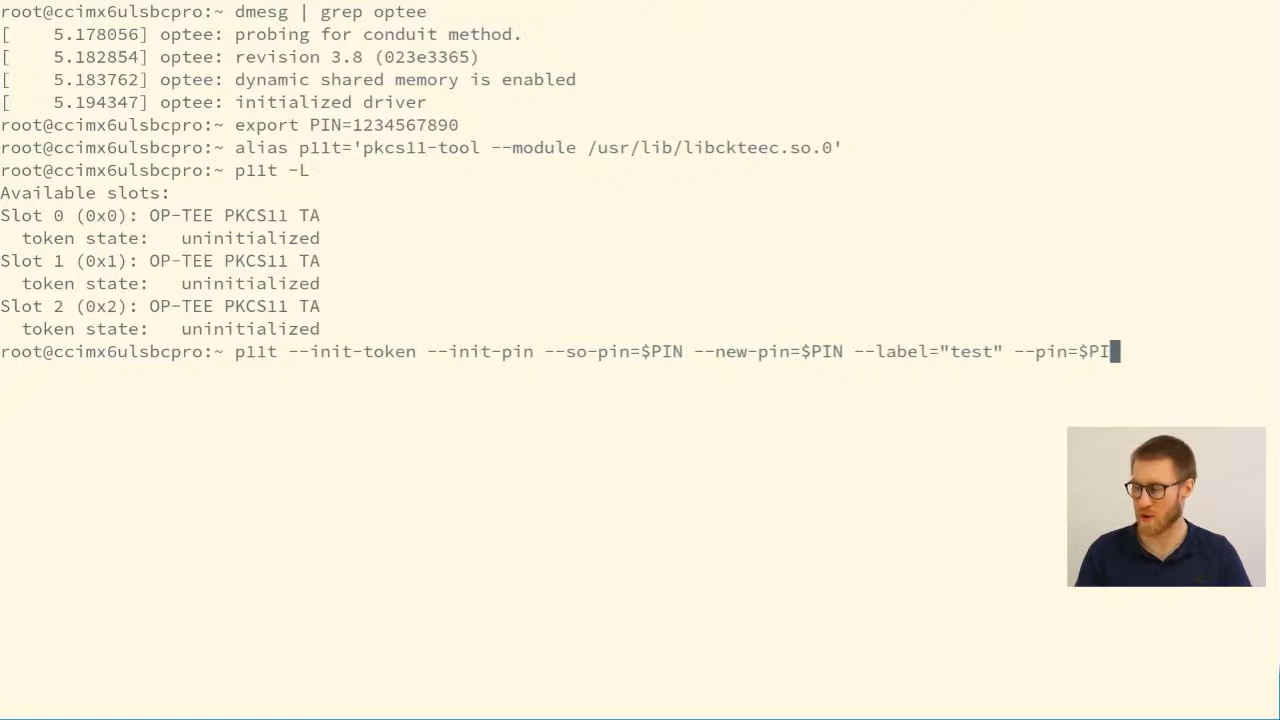 root@ccimx6ulsbcpro:~ dmesg | grep optee
[    5.178056] optee: probing for conduit method.
[    5.182854] optee: revision 3.8 (023e3365)
[    5.183762] optee: dynamic shared memory is enabled
[    5.194347] optee: initialized driver
root@ccimx6ulsbcpro:~ export PIN=1234567890
root@ccimx6ulsbcpro:~ alias p11t='pkcs11-tool --module /usr/lib/libckteec.so.0'
root@ccimx6ulsbcpro:~ p11t -L
Available slots:
Slot 0 (0x0): OP-TEE PKCS11 TA
  token state:   uninitialized
Slot 1 (0x1): OP-TEE PKCS11 TA
  token state:   uninitialized
Slot 2 (0x2): OP-TEE PKCS11 TA
  token state:   uninitialized
root@ccimx6ulsbcpro:~ p11t --init-token --init-pin --so-pin=$PIN --new-pin=$PIN --label="test" --pin=$PI